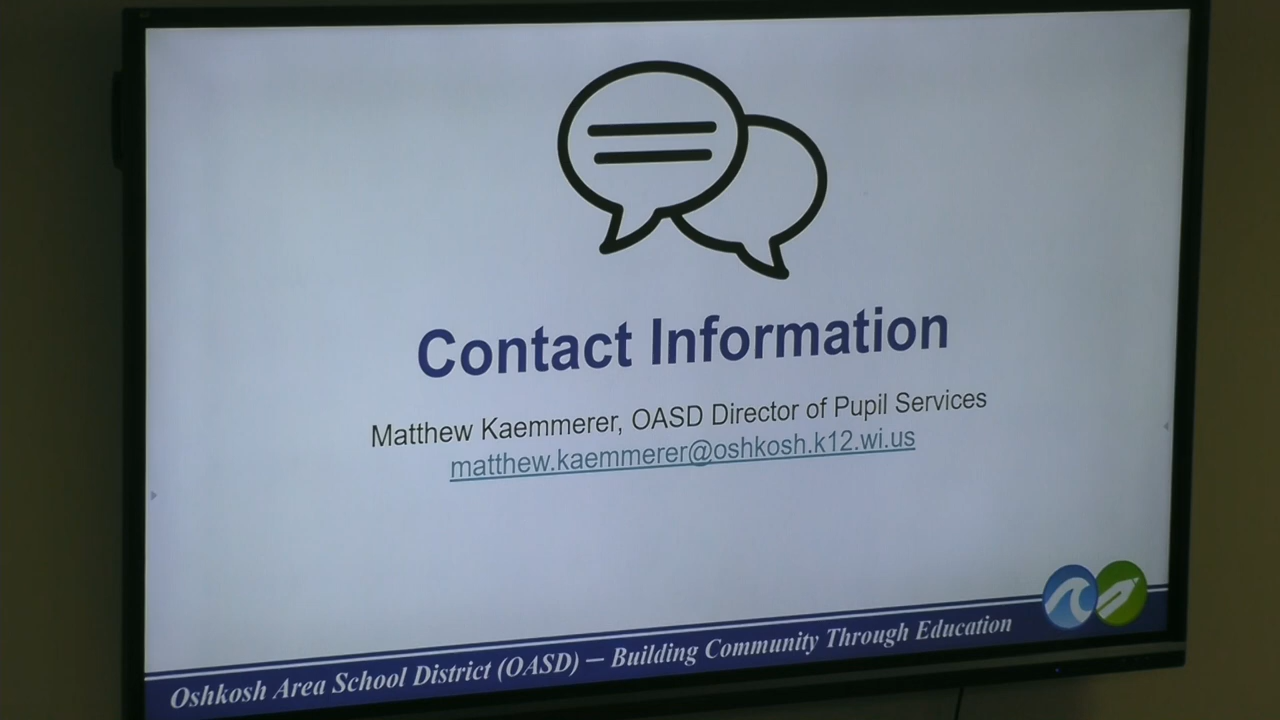 Contact Information
Matthew Kaemmerer, OASD Director of Pupil Services
matthew.kaemmerer@oshkosh.k12.wi.us
Oshkosh Area School District (OASD) — Building Community Through Education